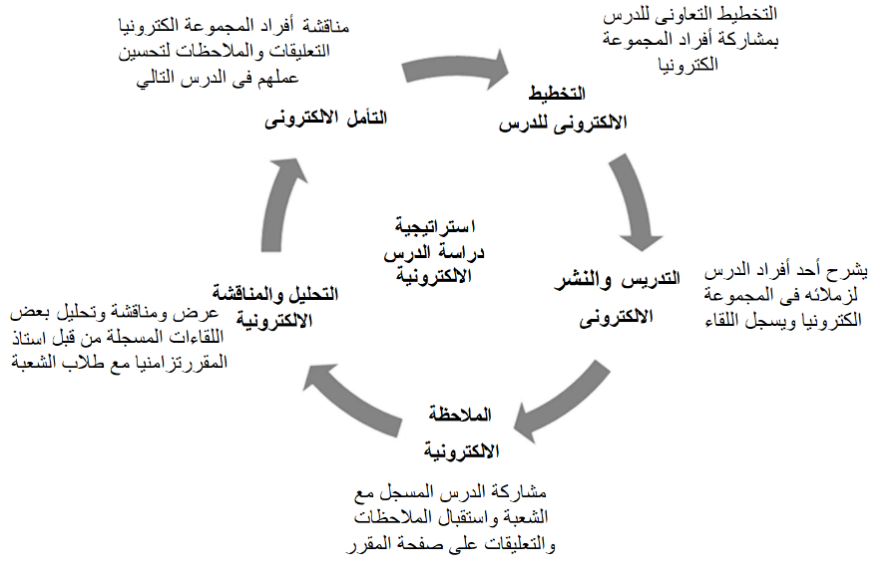 استراتيجية
دراسة الدرس
الالكترونية
التخطيط
الالكترونى للدرس
التخطيط التعاونى للدرس
بمشاركة أفراد المجموعة
الكترونيا
التدريس والنشر
الالكترونى
يشرح أحد أفراد الدرس
لزملائه فى المجموعة
الكترونيا ويسجل اللقاء
الملاحظة
الالكترونية
مشاركة الدرس المسجل مع
الشعبة واستقبال الملاحظات
والتعليقات على صفحة المقرر
التحليل والمناقشة
الالكترونية
عرض ومناقشة وتحليل بعض
اللقاءات المسجلة من قبل استاذ
المقررتزامنيا مع طلاب الشعبة
التأمل الالكترونى
مناقشة أفراد المجموعة الكترونيا
التعليقات والملاحظات لتحسين
عملهم فى الدرس التالي